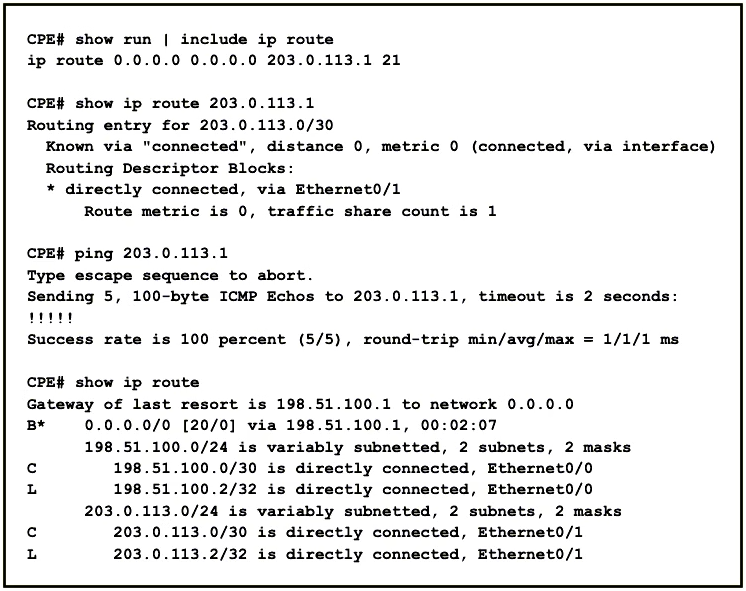 CPE# show run | include ip route
ip route 0.0.0.0 0.0.0.0 203.0.113.1 21
CPE# show ip route 203.0.113.1
Routing entry for 203.0.113.0/30
Known via "connected", distance 0, metric 0 (connected, via interface)
Routing Descriptor Blocks:
* directly connected, via Ethernet0/1
Route metric is 0, traffic share count is 1
CPE# ping 203.0.113.1
Type escape sequence to abort.
Sending 5, 100-byte ICMP Echos to 203.0.113.1, timeout is 2 seconds:
!!!!!
Success rate is 100 percent (5/5), round-trip min/avg/max = 1/1/1 ms
CPE# show ip route
Gateway of last resort is 198.51.100.1 to network 0.0.0.0
B* 0.0.0.0/0 [20/0] via 198.51.100.1, 00:02:07
198.51.100.0/24 is variably subnetted, 2 subnets, 2 masks
C 198.51.100.0/30 is directly connected, Ethernet0/0
L 198.51.100.2/32 is directly connected, Ethernet0/0
203.0.113.0/24 is variably subnetted, 2 subnets, 2 masks
C 203.0.113.0/30 is directly connected, Ethernet0/1
L 203.0.113.2/32 is directly connected, Ethernet0/1